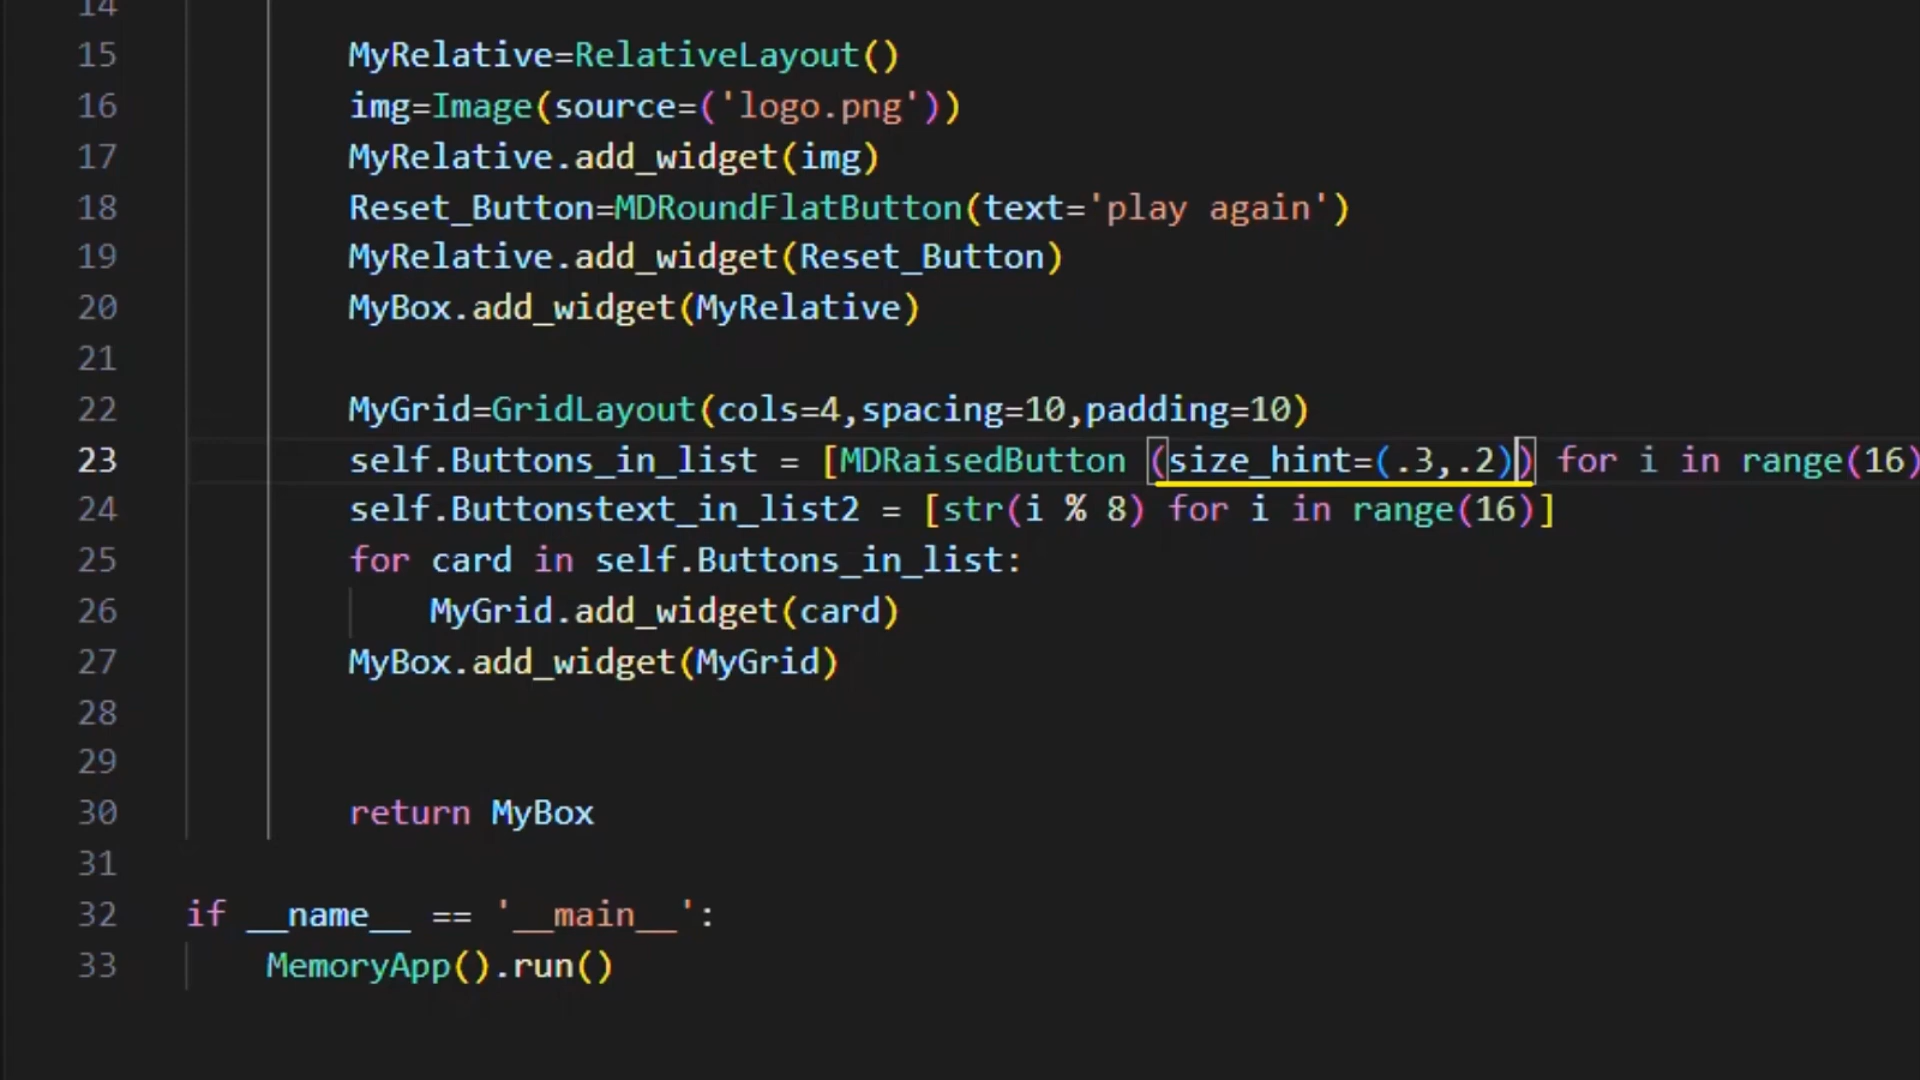 14
15 MyRelative=RelativeLayout()
16 img=Image(source=('logo.png'))
17 MyRelative.add_widget(img)
18 Reset_Button=MDRoundFlatButton(text='play again')
19 MyRelative.add_widget(Reset_Button)
20 MyBox.add_widget(MyRelative)
21
22 MyGrid=GridLayout(cols=4,spacing=10,padding=10)
23 self.Buttons_in_list = [MDRaisedButton (size_hint=(.3,.2)) for i in range(16)
24 self.Buttonstext_in_list2 = [str(i % 8) for i in range(16)]
25 for card in self.Buttons_in_list:
26 MyGrid.add_widget(card)
27 MyBox.add_widget(MyGrid)
28
29
30 return MyBox
31
32 if __name__ == '__main__':
33 MemoryApp().run()